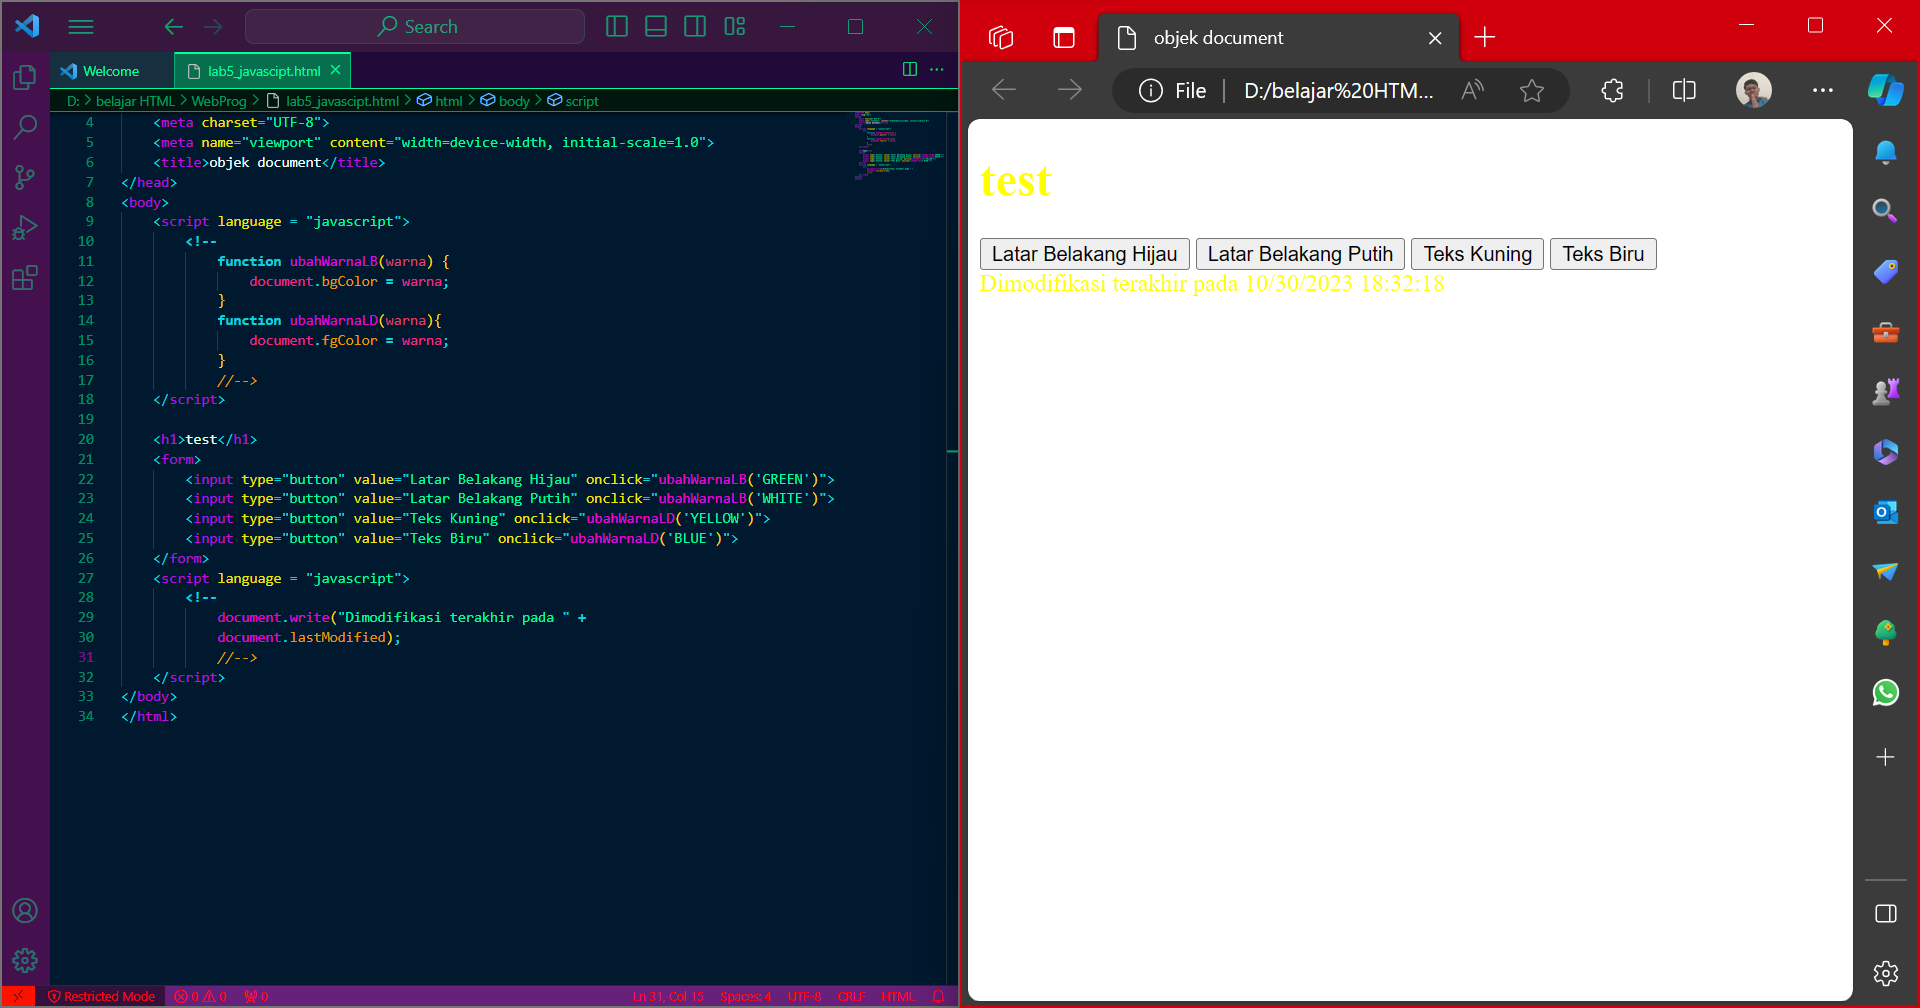 Search
Welcome
lab5_javascipt.html
D: > belajar HTML > WebProg > lab5_javascipt.html > html > body > script
4 <meta charset="UTF-8">
5 <meta name="viewport" content="width=device-width, initial-scale=1.0">
6 <title>objek document</title>
7 </head>
8 <body>
9 <script language = "javascript">
10 <!--
11 function ubahWarnaLB(warna) {
12 document.bgColor = warna;
13 }
14 function ubahWarnaLD(warna){
15 document.fgColor = warna;
16 }
17 //-->
18 </script>
19
20 <h1>test</h1>
21 <form>
22 <input type="button" value="Latar Belakang Hijau" onclick="ubahWarnaLB('GREEN')">
23 <input type="button" value="Latar Belakang Putih" onclick="ubahWarnaLB('WHITE')">
24 <input type="button" value="Teks Kuning" onclick="ubahWarnaLD('YELLOW')">
25 <input type="button" value="Teks Biru" onclick="ubahWarnaLD('BLUE')">
26 </form>
27 <script language = "javascript">
28 <!--
29 document.write("Dimodifikasi terakhir pada " +
30 document.lastModified);
31 //-->
32 </script>
33 </body>
34 </html>
Restricted Mode 0 0 0 Ln 31, Col 15 Spaces: 4 UTF-8 CRLF HTML
objek document
File D:/belajar%20HTM...
test
Latar Belakang Hijau Latar Belakang Putih Teks Kuning Teks Biru
Dimodifikasi terakhir pada 10/30/2023 18:32:18